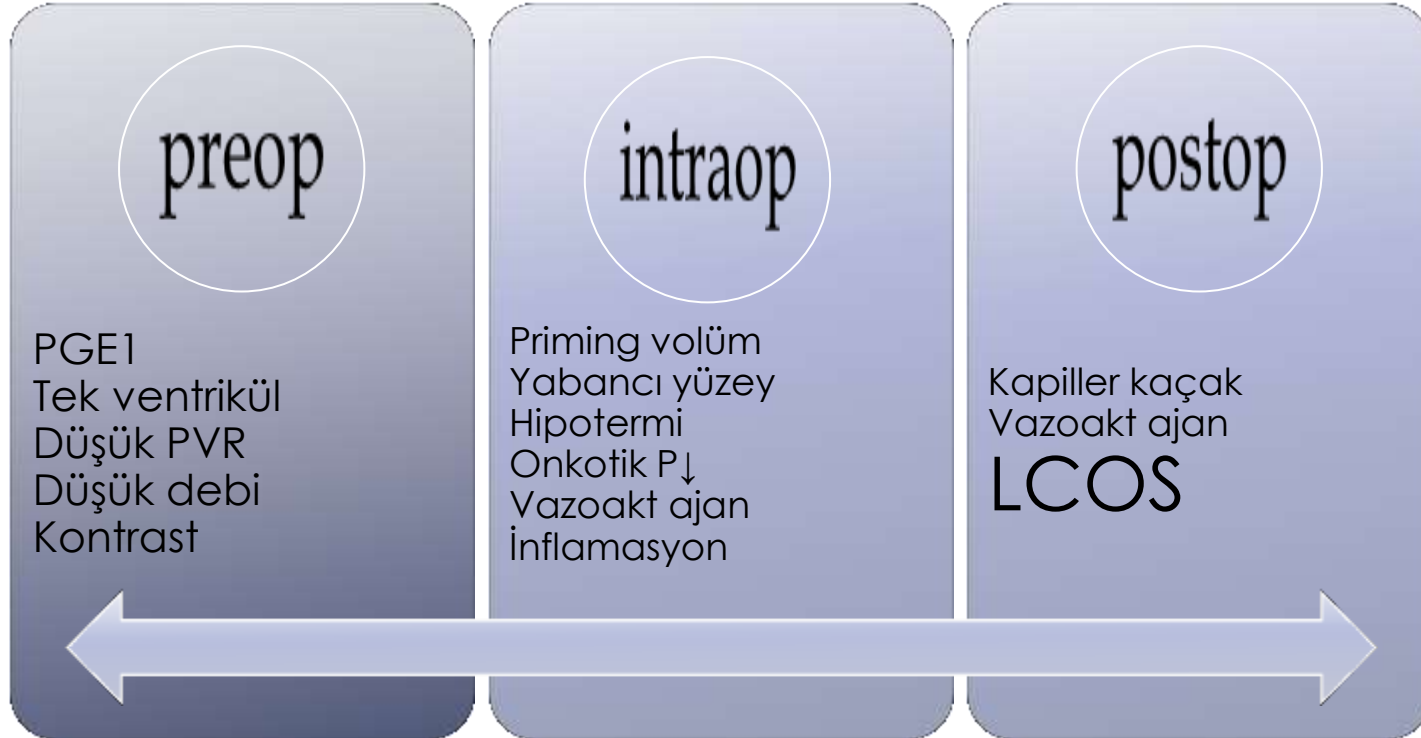 preop
PGE1
Tek ventrikül
Düşük PVR
Düşük debi
Kontrast
intraop
Priming volüm
Yabancı yüzey
Hipotermi
Onkotik P↓
Vazoakt ajan
İnflamasyon
postop
Kapiller kaçak
Vazoakt ajan
LCOS